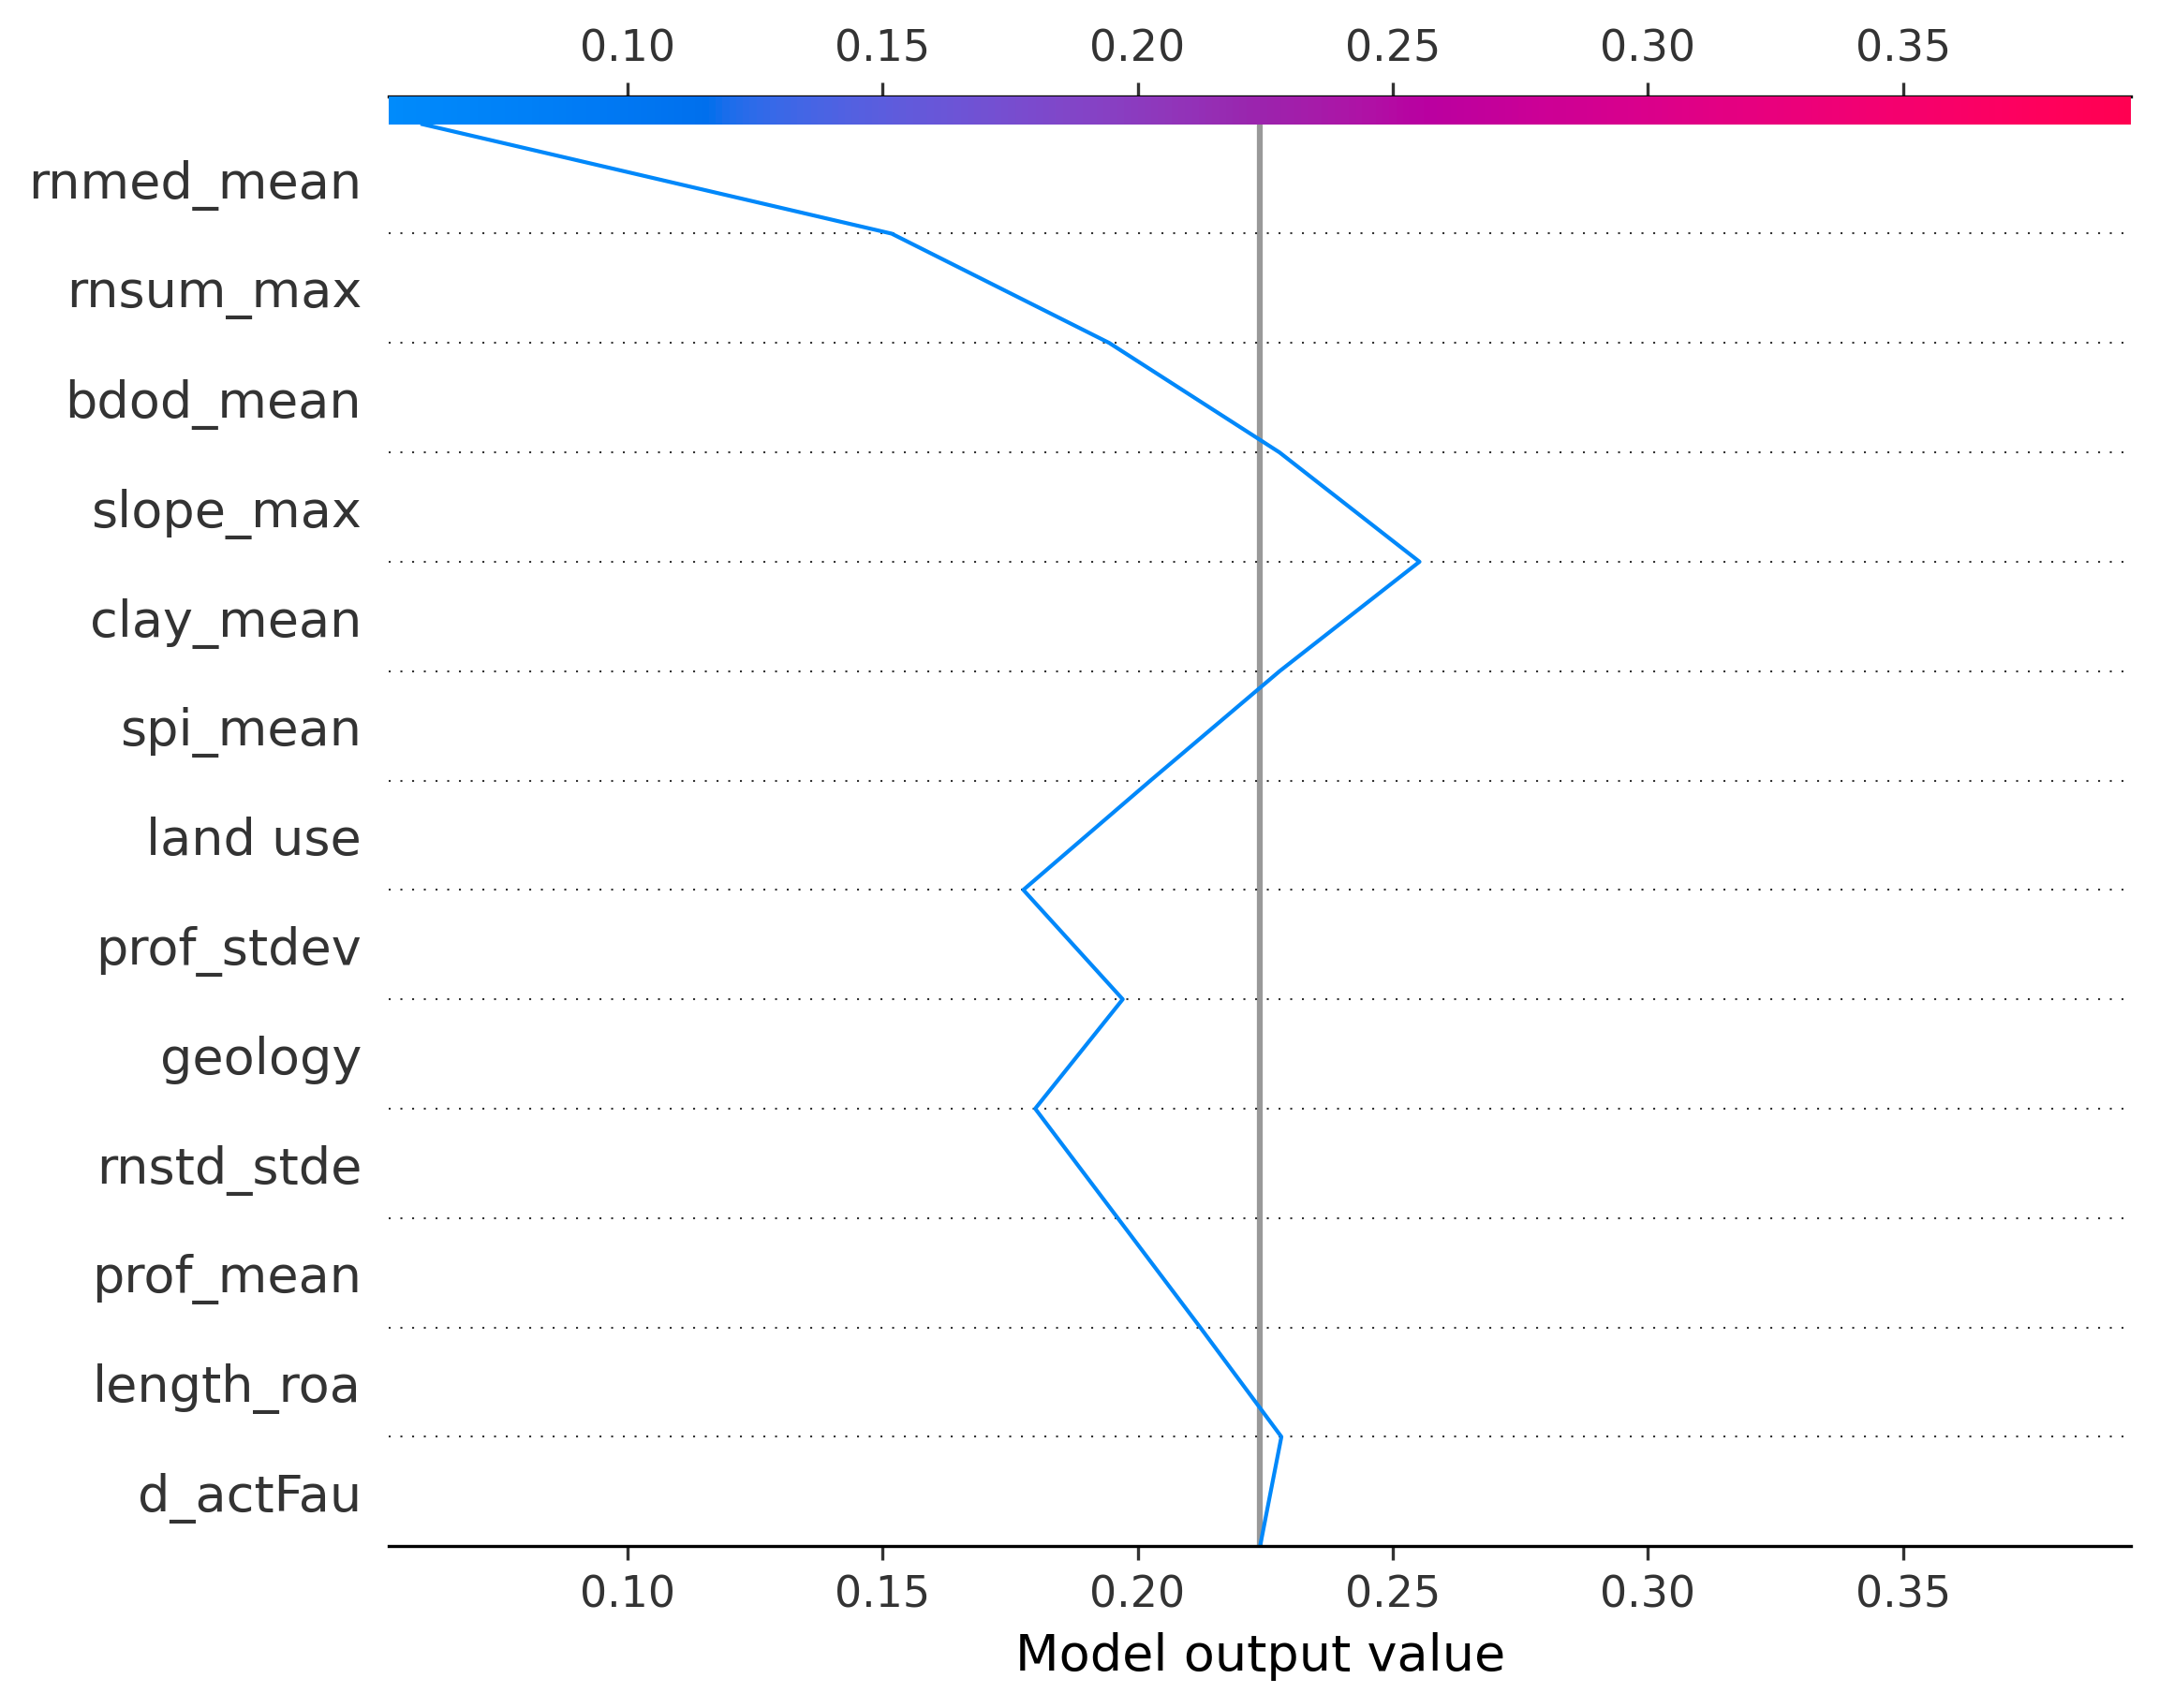 0.10 0.15 0.20 0.25 0.30 0.35
rnmed_mean
rnsum_max
bdod_mean
slope_max
clay_mean
spi_mean
land use
prof_stdev
geology
rnstd_stde
prof_mean
length_roa
d_actFau
0.10 0.15 0.20 0.25 0.30 0.35
Model output value